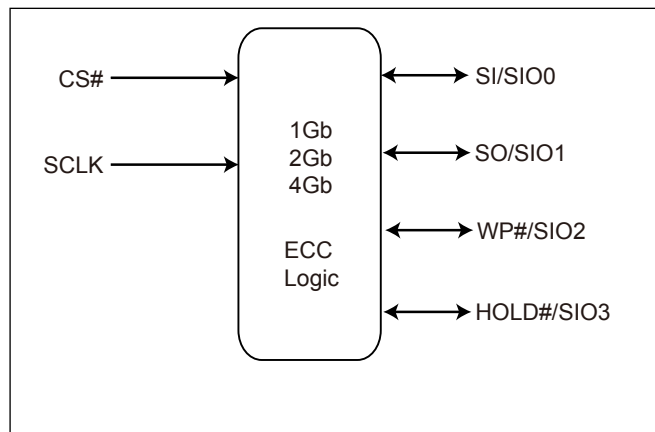 CS#
SCLK
1Gb
2Gb
4Gb
ECC
Logic
SI/SIO0
SO/SIO1
WP#/SIO2
HOLD#/SIO3